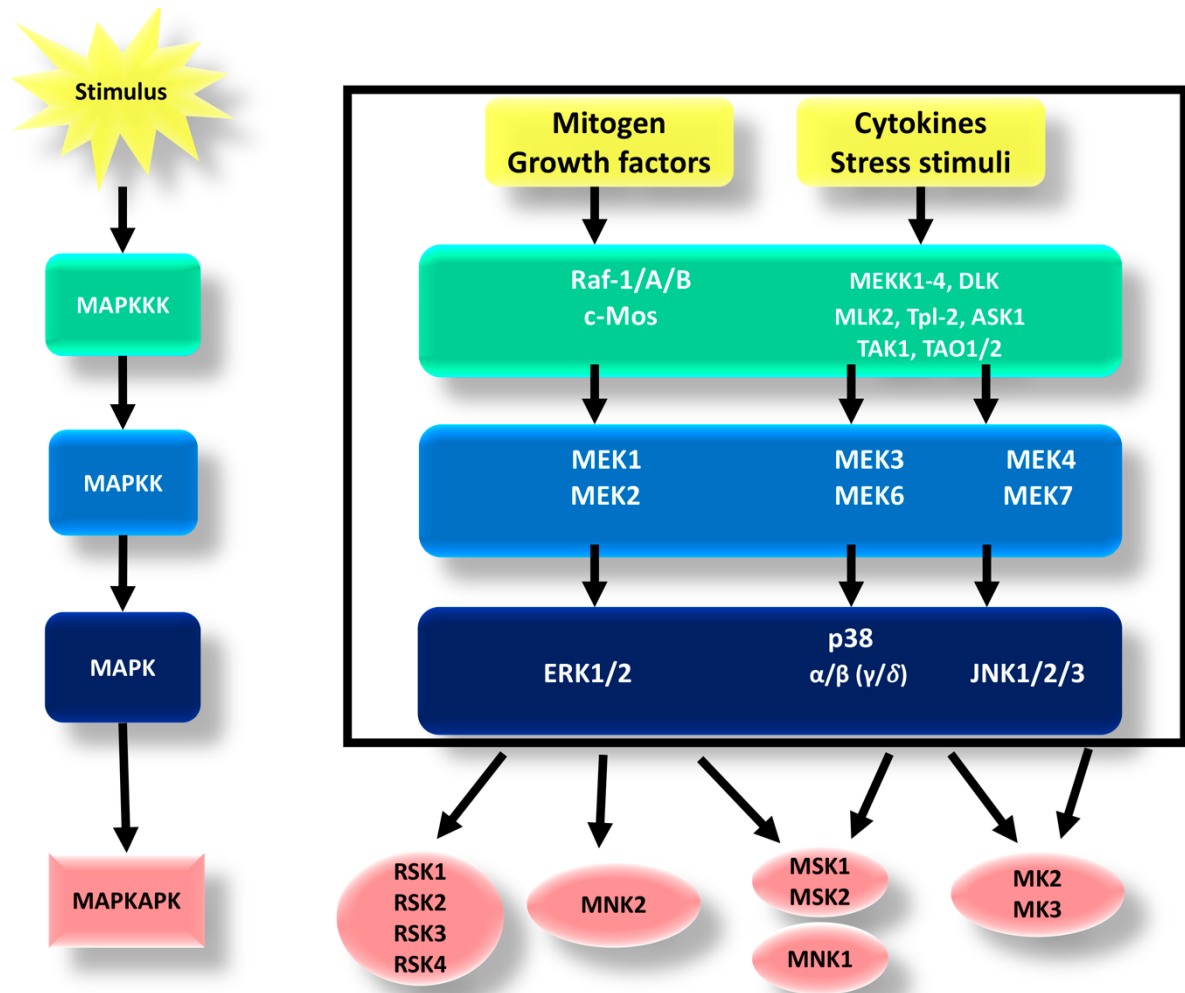 Stimulus
MAPKKK
MAPKK
MAPK
MAPKAPK
Mitogen
Growth factors
Cytokines
Stress stimuli
Raf-1/A/B
c-Mos
MEKK1-4, DLK
MLK2, Tpl-2, ASK1
TAK1, TAO1/2
MEK1
MEK2
MEK3
MEK6
MEK4
MEK7
ERK1/2
p38
α/β (γ/δ)
JNK1/2/3
RSK1
RSK2
RSK3
RSK4
MNK2
MSK1
MSK2
MNK1
MK2
MK3